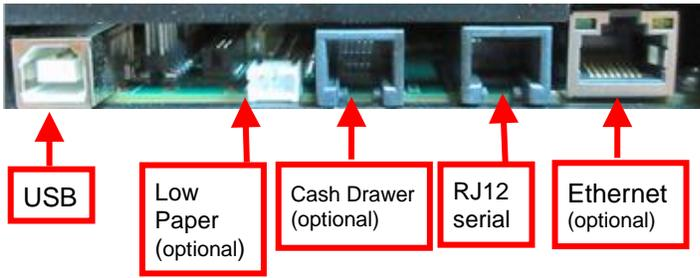 USB
Low
Paper
(optional)
Cash Drawer
(optional)
RJ12
serial
Ethernet
(optional)